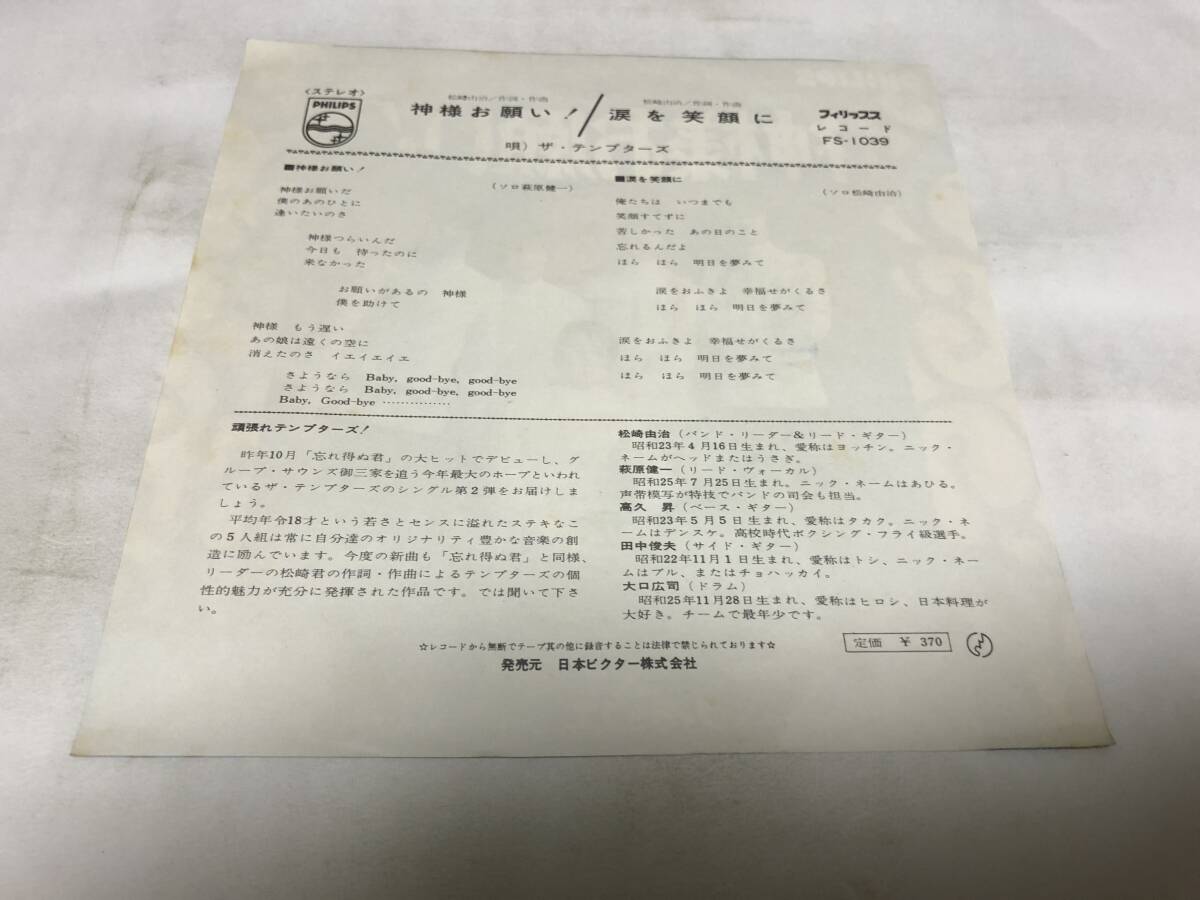 〈ステレオ〉
PHILIPS
松崎由治/作詞・作曲
神様お願い!/
松崎由治/作詞・作曲
涙を笑顔に
唄)ザ・テンプターズ
フィリップス
レコード
FS-1039
■神様お願い!
(ソロ萩原健一)
神様お願いだ
僕のあのひとに
逢いたいのさ
神様つらいんだ
今日も 待ったのに
来なかった
お願いがあるの 神様
僕を助けて
神様 もう遅い
あの娘は遠くの空に
消えたのさ イエイエイエ
さようなら Baby, good-bye, good-bye
さようなら Baby, good-bye, good-bye
Baby, Good-bye ……………
■涙を笑顔に
(ソロ松崎由治)
俺たちは いつまでも
笑顔すてずに
苦しかった あの日のこと
忘れるんだよ
ほら ほら 明日を夢みて
涙をおふきよ 幸福せがくるさ
ほら ほら 明日を夢みて
涙をおふきよ 幸福せがくるさ
ほら ほら 明日を夢みて
ほら ほら 明日を夢みて
頑張れテンプターズ!
昨年10月「忘れ得ぬ君」の大ヒットでデビューし、グ
ループ・サウンズ御三家を追う今年最大のホープといわれ
ているザ・テンプターズのシングル第2弾をお届けしま
しょう。
平均年令18才という若さとセンスに溢れたステキなこ
の5人組は常に自分達のオリジナリティ豊かな音楽の創
造に励んでいます。今度の新曲も「忘れ得ぬ君」と同様、
リーダーの松崎君の作詞・作曲によるテンプターズの個
性的魅力が充分に発揮された作品です。では聞いて下さ
い。
松崎由治(バンド・リーダー&リード・ギター)
昭和23年4月16日生まれ、愛称はヨッチン。ニック・
ネームがヘッドまたはうさぎ。
萩原健一(リード・ヴォーカル)
昭和25年7月25日生まれ。ニック・ネームはあひる。
声帯模写が特技でバンドの司会も担当。
高久 昇(ベース・ギター)
昭和23年5月5日生まれ、愛称はタカク。ニック・ネ
ームはデンスケ。高校時代ボクシング・フライ級選手。
田中俊夫(サイド・ギター)
昭和22年11月1日生まれ、愛称はトシ、ニック・ネー
ムはブル、またはチョハッカイ。
大口広司(ドラム)
昭和25年11月28日生まれ、愛称はヒロシ、日本料理が
大好き。チームで最年少です。
☆レコードから無断でテープ其の他に録音することは法律で禁じられております☆
定価 ¥370
発売元 日本ビクター株式会社